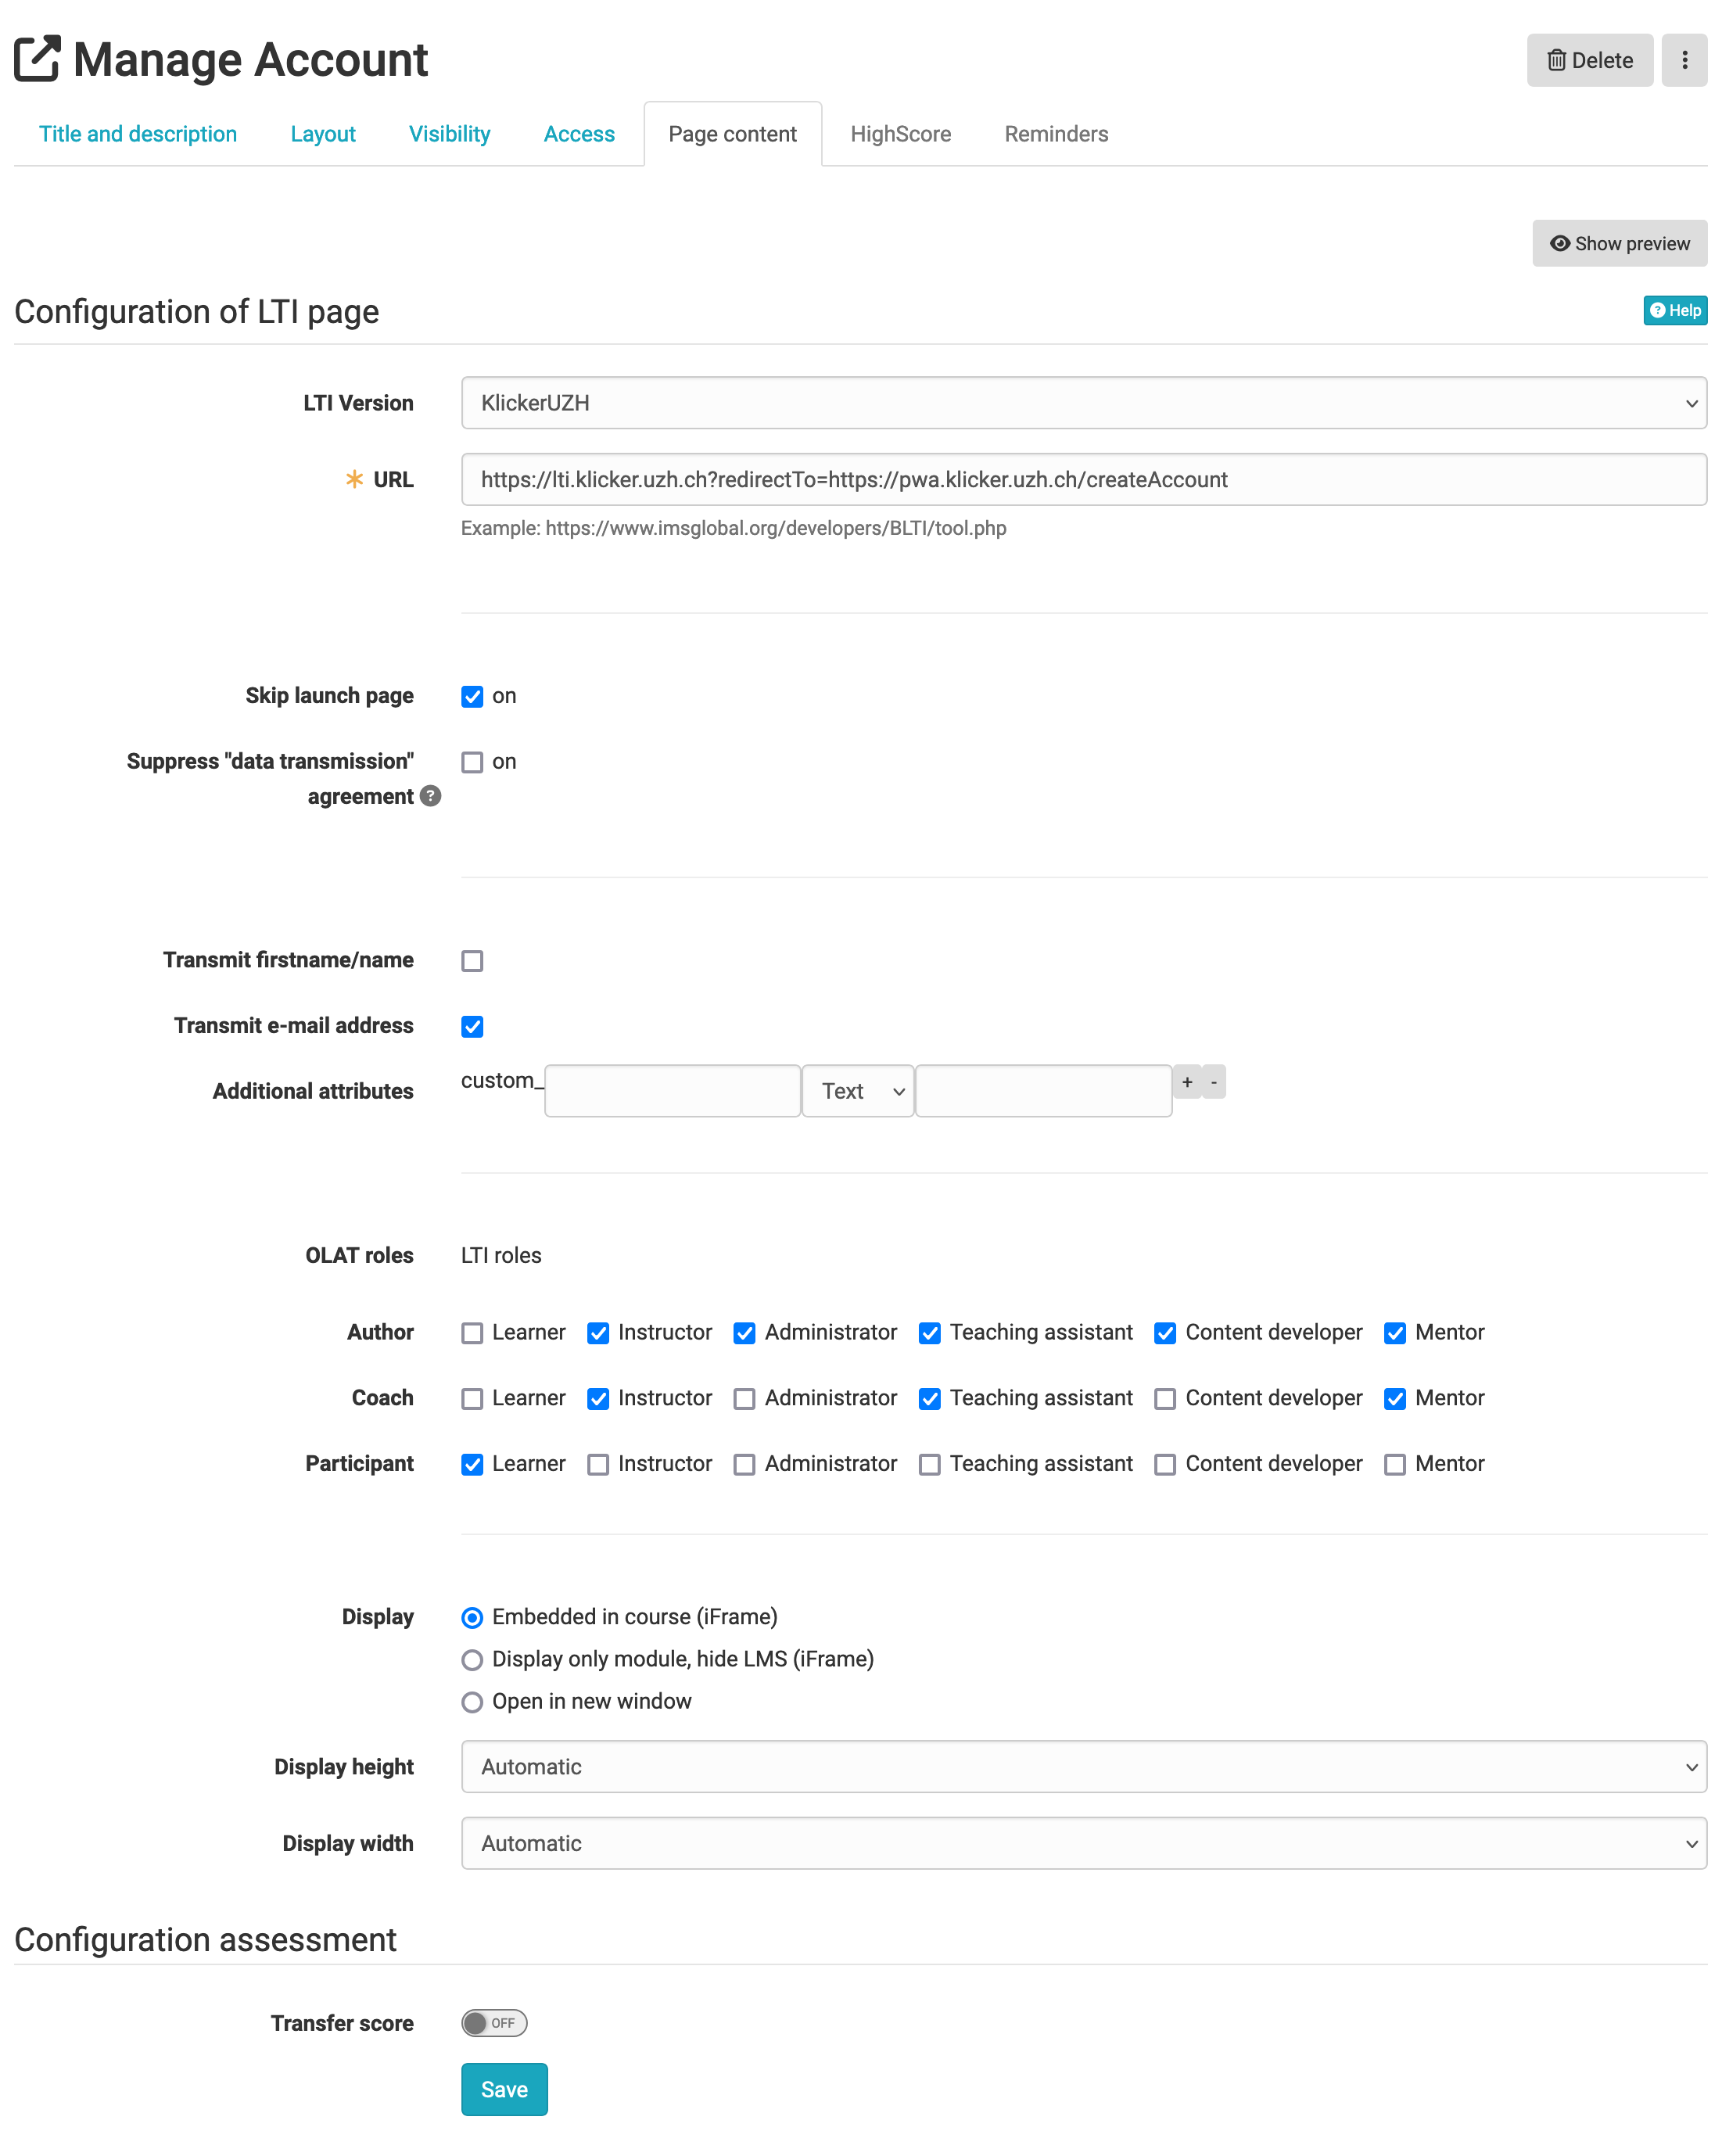 Manage Account
Delete
Title and description Layout Visibility Access Page content HighScore Reminders
Show preview
Configuration of LTI page
Help
LTI Version KlickerUZH
URL https://lti.klicker.uzh.ch?redirectTo=https://pwa.klicker.uzh.ch/createAccount
Example: https://www.imsglobal.org/developers/BLTI/tool.php
Skip launch page on
Suppress "data transmission" on
agreement ?
Transmit firstname/name
Transmit e-mail address
Additional attributes custom_ Text + -
OLAT roles LTI roles
Author Learner Instructor Administrator Teaching assistant Content developer Mentor
Coach Learner Instructor Administrator Teaching assistant Content developer Mentor
Participant Learner Instructor Administrator Teaching assistant Content developer Mentor
Display Embedded in course (iFrame)
Display only module, hide LMS (iFrame)
Open in new window
Display height Automatic
Display width Automatic
Configuration assessment
Transfer score OFF
Save